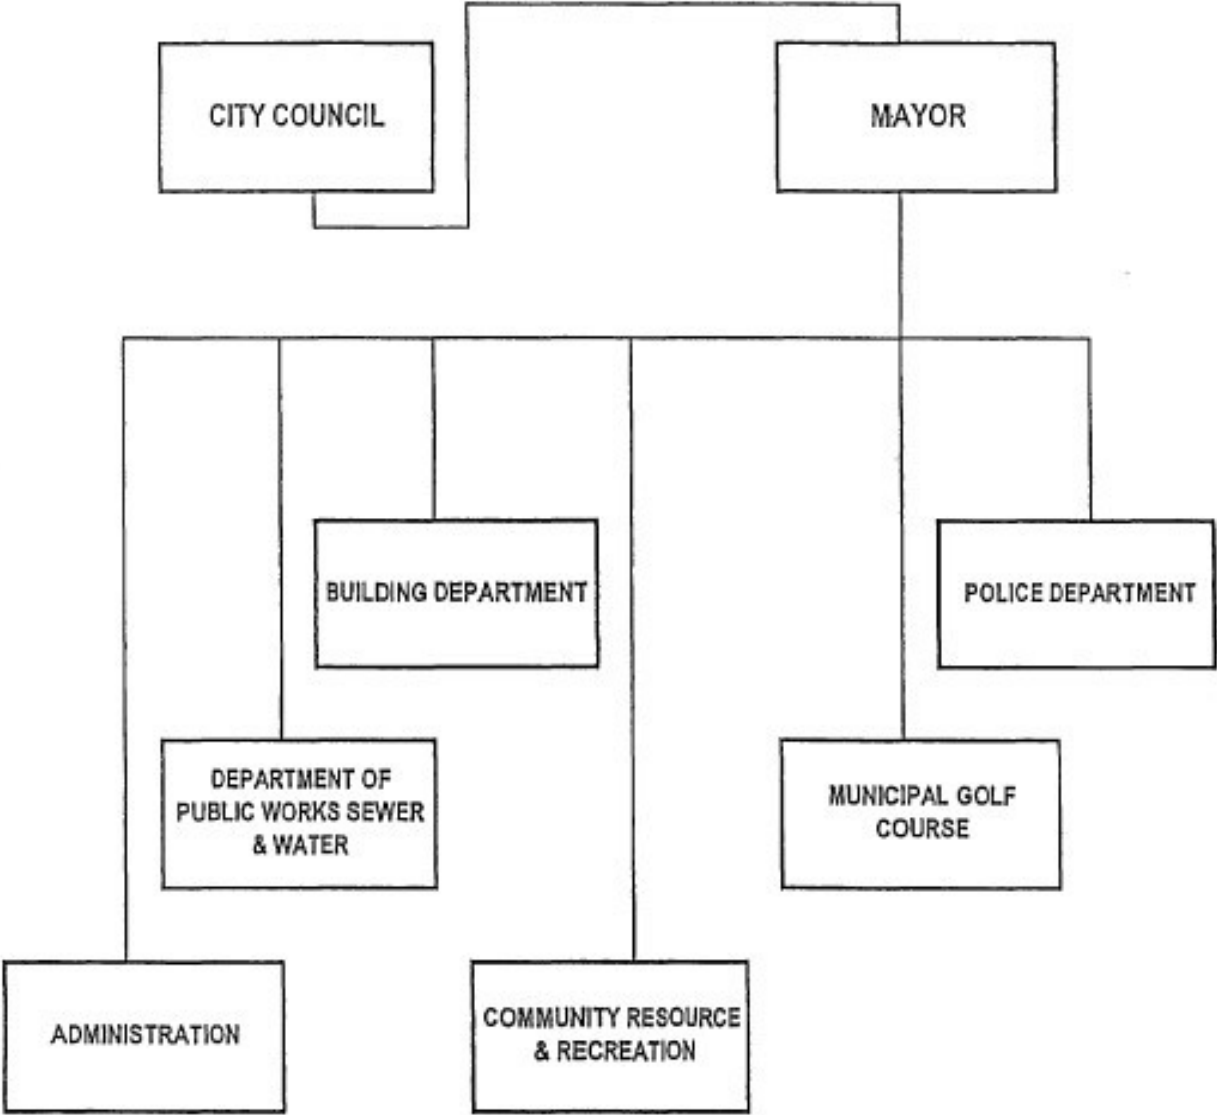 CITY COUNCIL
MAYOR
BUILDING DEPARTMENT
POLICE DEPARTMENT
DEPARTMENT OF
PUBLIC WORKS SEWER
& WATER
MUNICIPAL GOLF
COURSE
ADMINISTRATION
COMMUNITY RESOURCE
& RECREATION